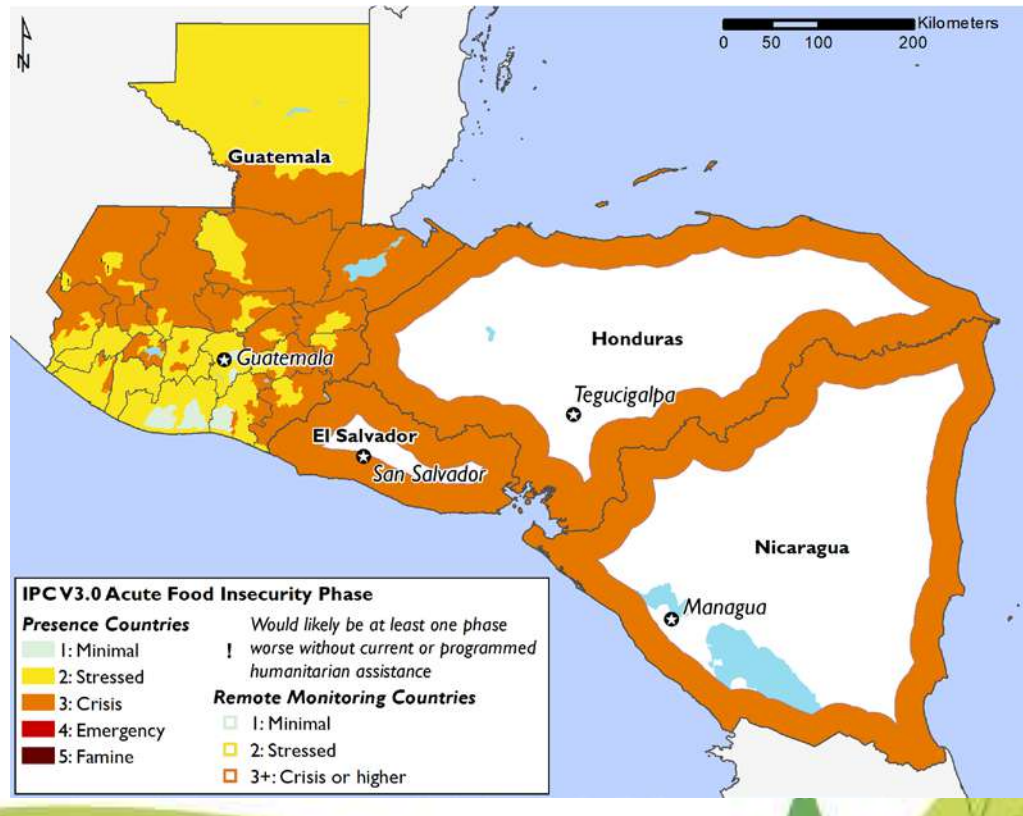 N
Kilometers
0 50 100 200
Guatemala
Honduras
Guatemala
Tegucigalpa
El Salvador
San Salvador
Nicaragua
Managua
IPC V3.0 Acute Food Insecurity Phase
Presence Countries
1: Minimal
2: Stressed
3: Crisis
4: Emergency
5: Famine
! Would likely be at least one phase
worse without current or programmed
humanitarian assistance
Remote Monitoring Countries
1: Minimal
2: Stressed
3+: Crisis or higher